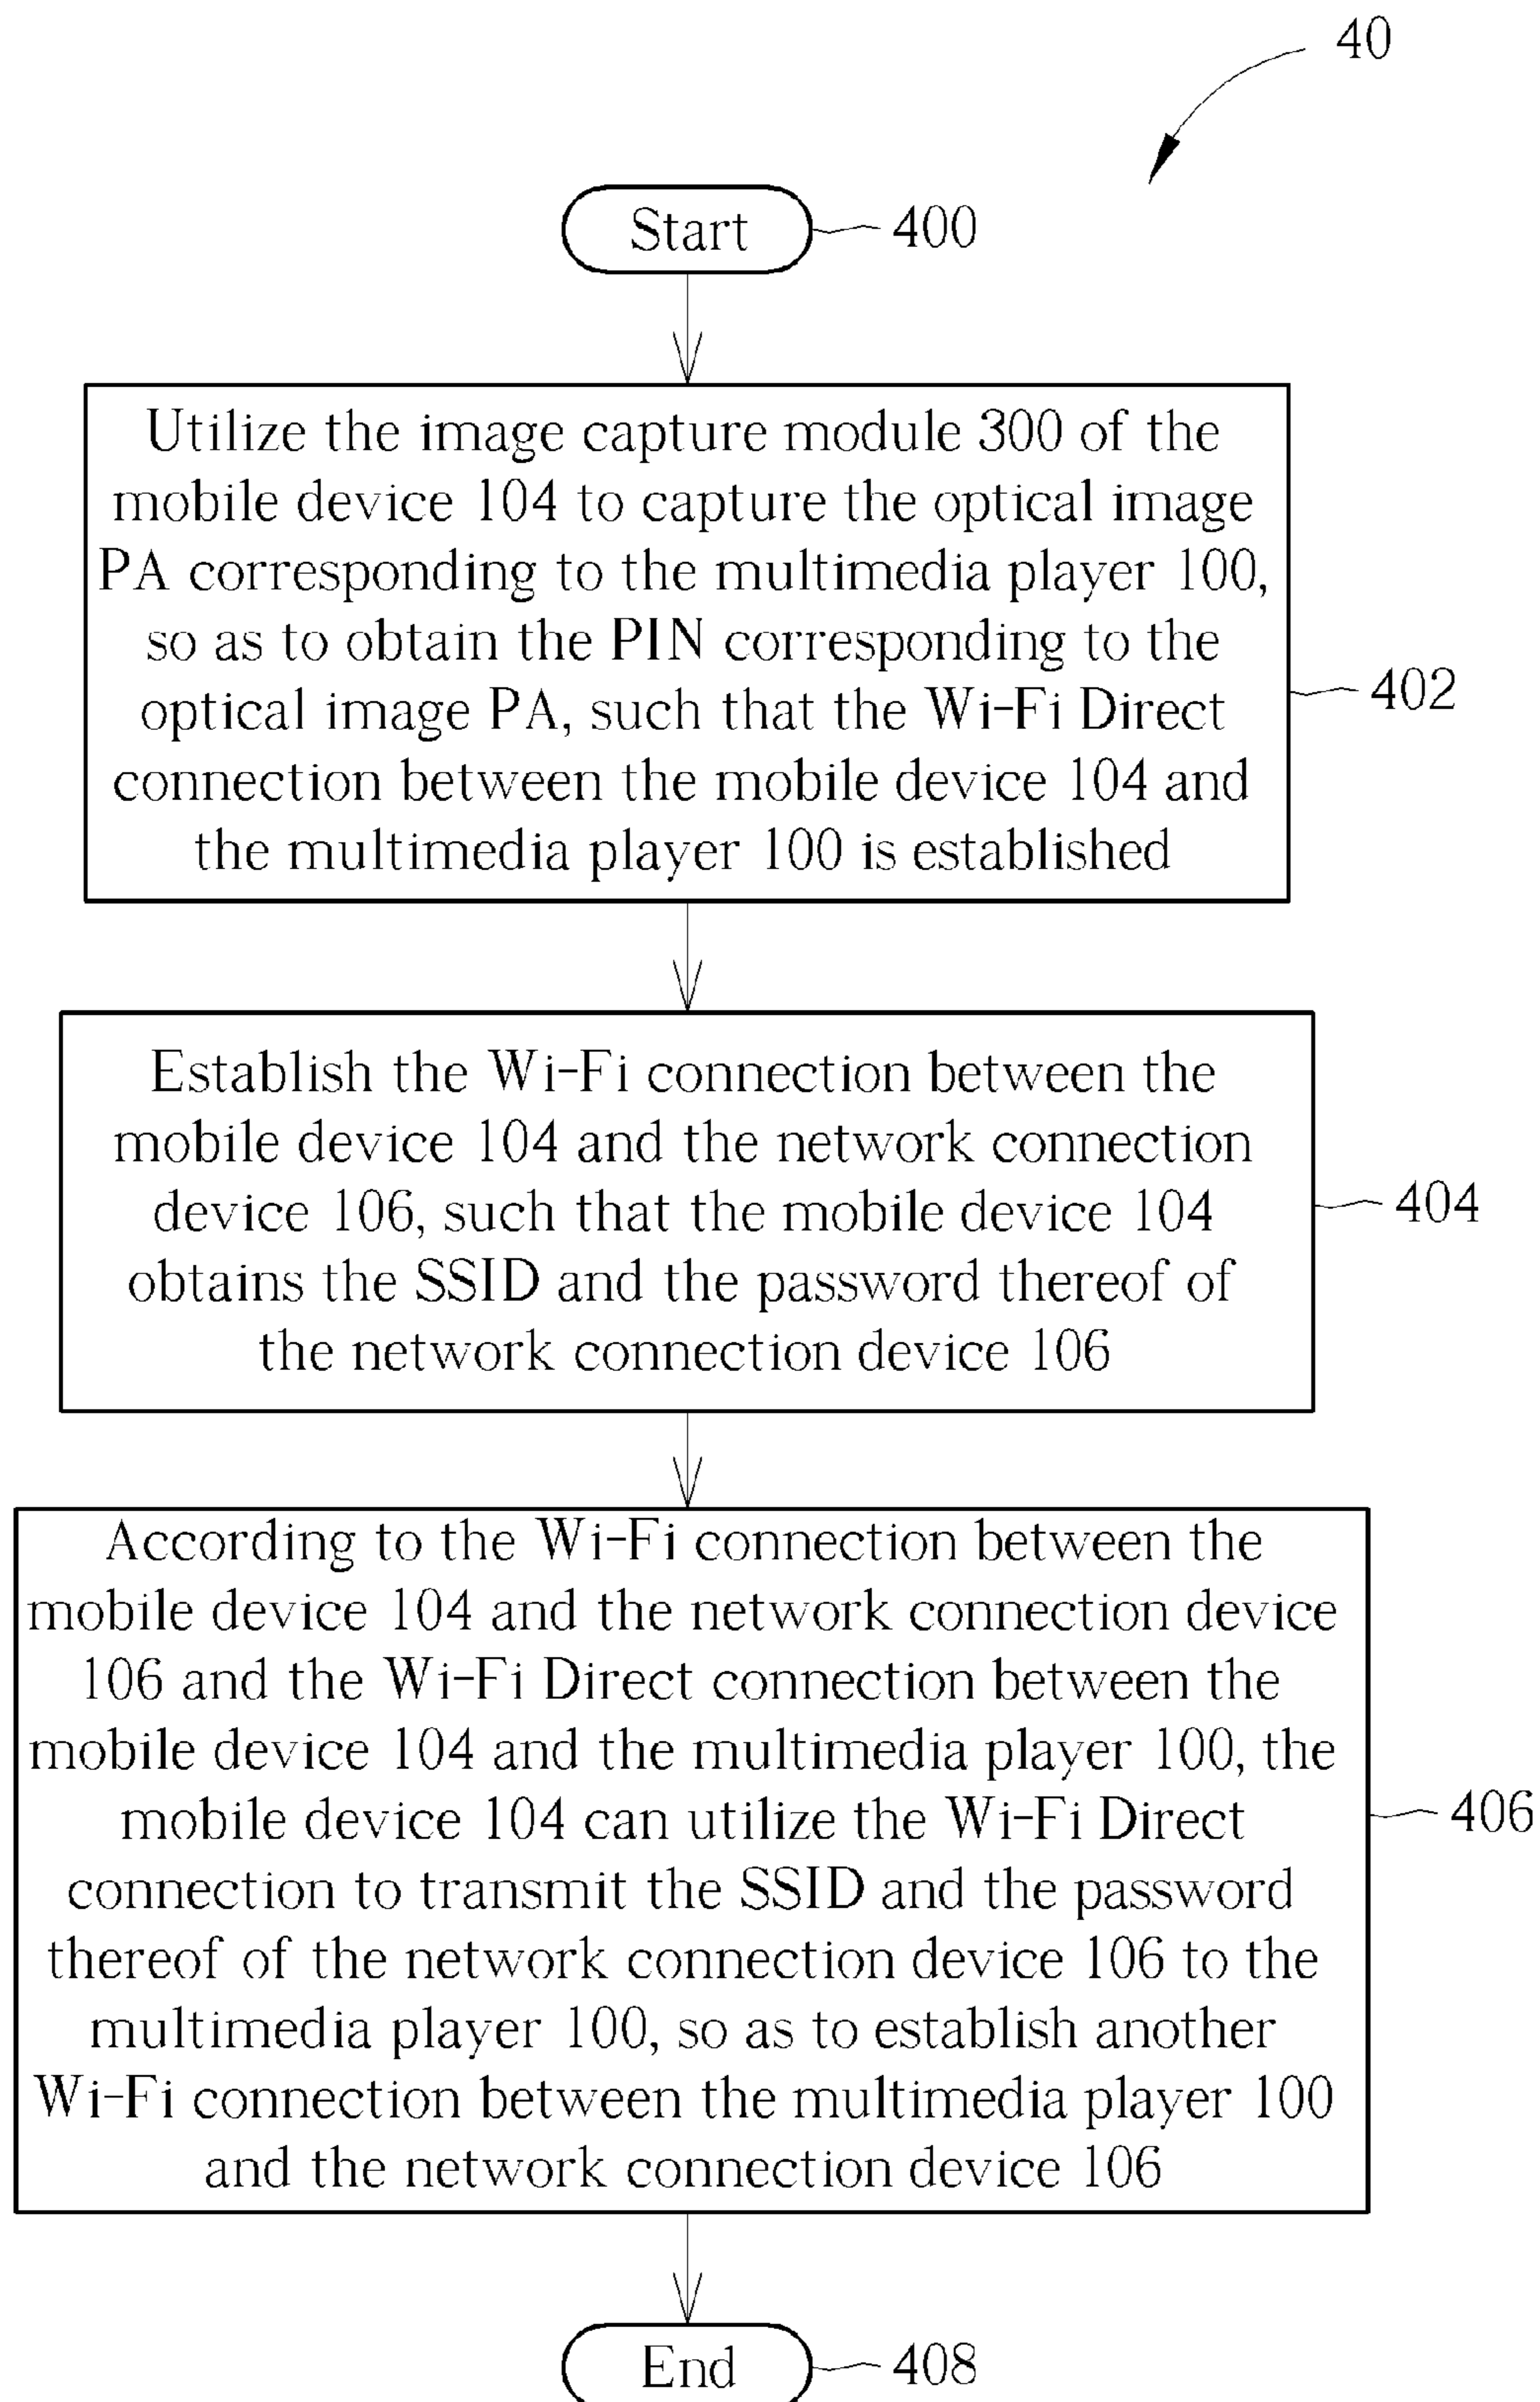 40
Start
400
Utilize the image capture module 300 of the
mobile device 104 to capture the optical image
PA corresponding to the multimedia player 100,
so as to obtain the PIN corresponding to the
optical image PA, such that the Wi-Fi Direct
connection between the mobile device 104 and
the multimedia player 100 is established
402
Establish the Wi-Fi connection between the
mobile device 104 and the network connection
device 106, such that the mobile device 104
obtains the SSID and the password thereof of
the network connection device 106
404
According to the Wi-Fi connection between the
mobile device 104 and the network connection device
106 and the Wi-Fi Direct connection between the
mobile device 104 and the multimedia player 100, the
mobile device 104 can utilize the Wi-Fi Direct
connection to transmit the SSID and the password
thereof of the network connection device 106 to the
multimedia player 100, so as to establish another
Wi-Fi connection between the multimedia player 100
and the network connection device 106
406
End
408